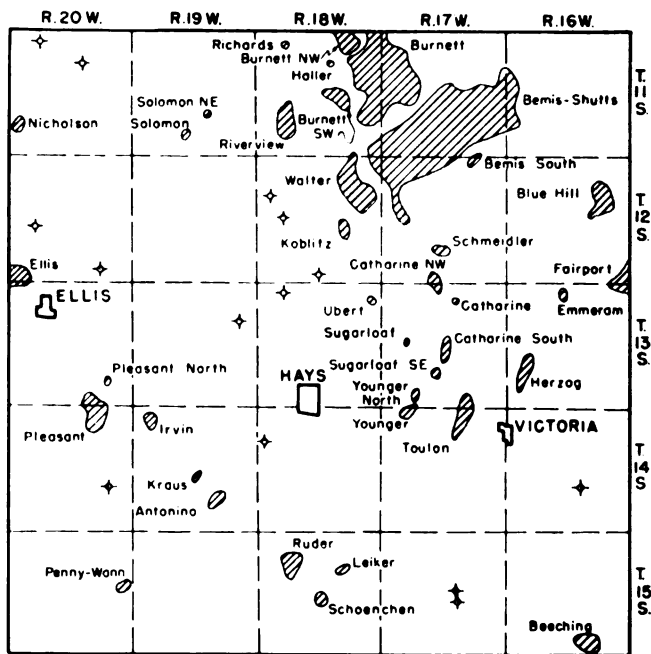 R.20 W. R.19 W. R.18 W. R.17 W. R.16W.
Richards
Burnett NW
Burnett
Haller
T. 11 S.
Solomon NE
Bemis-Shutts
Nicholson
Solomon
Burnett
SW
Riverview
Bemis South
Walter
Blue Hill
T. 12 S.
Koblitz
Schmeidler
Catharine NW
Ellis
Fairport
ELLIS
Ubert
Catharine
Emmeram
Sugarloaf
Catharine South
T. 13 S.
Pleasant North
Sugarloaf SE
HAYS
Younger
North
Herzog
Pleasant
Irvin
Younger
Toulon
VICTORIA
T. 14 S.
Kraus
Antonino
Ruder
Penny-Wann
Leiker
T. 15 S.
Schoenchen
Beeching